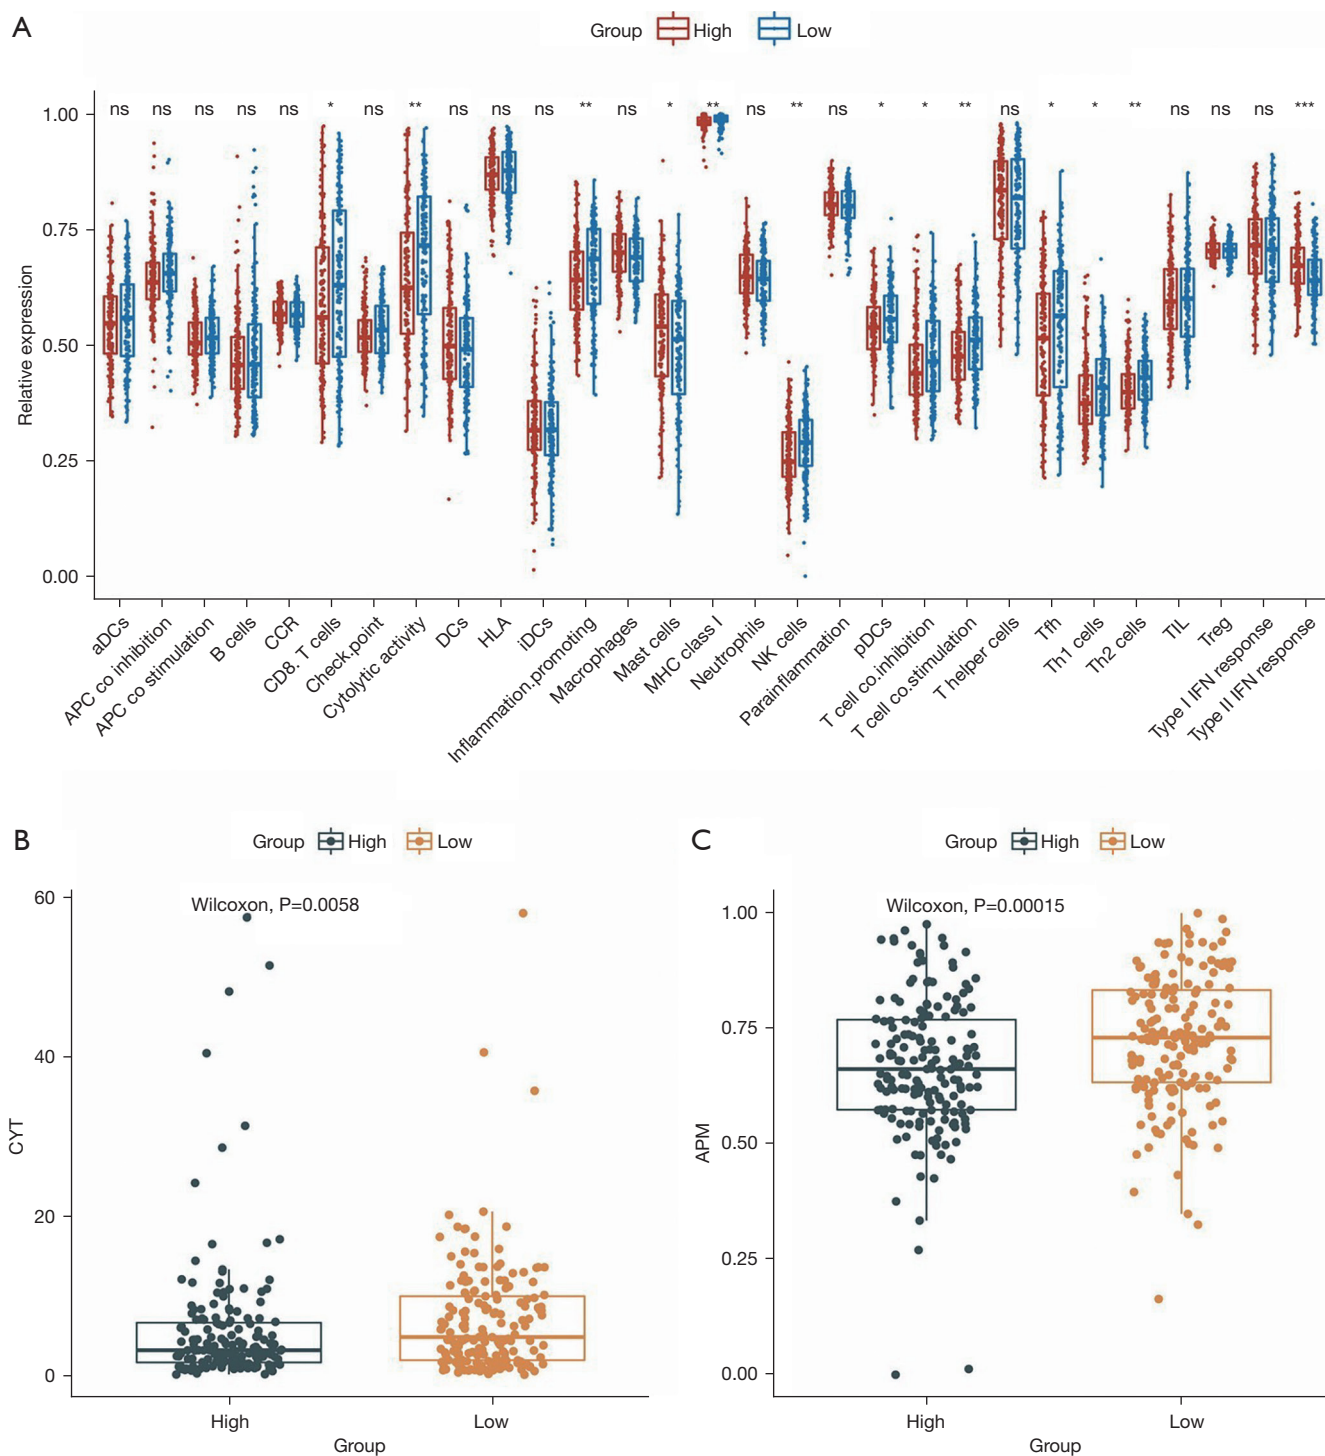 A
Group High Low
ns ns ns ns ns * ns ** ns ns ns ** ns * ** ns ** ns * * ** ns * * ** ns ns ns ***
1.00
0.75
0.50
0.25
0.00
Relative expression
aDCs
APC co inhibition
APC co stimulation
B cells
CCR
CD8. T cells
Check.point
Cytolytic activity
DCs
HLA
iDCs
Inflammation.promoting
Macrophages
Mast cells
MHC class I
Neutrophils
NK cells
Parainflammation
pDCs
T cell co.inhibition
T cell co.stimulation
T helper cells
Tfh
Th1 cells
Th2 cells
TIL
Treg
Type I IFN response
Type II IFN response
B
Group High Low
Wilcoxon, P=0.0058
60
40
20
0
CYT
High Low
Group
C
Group High Low
Wilcoxon, P=0.00015
1.00
0.75
0.50
0.25
0.00
APM
High Low
Group